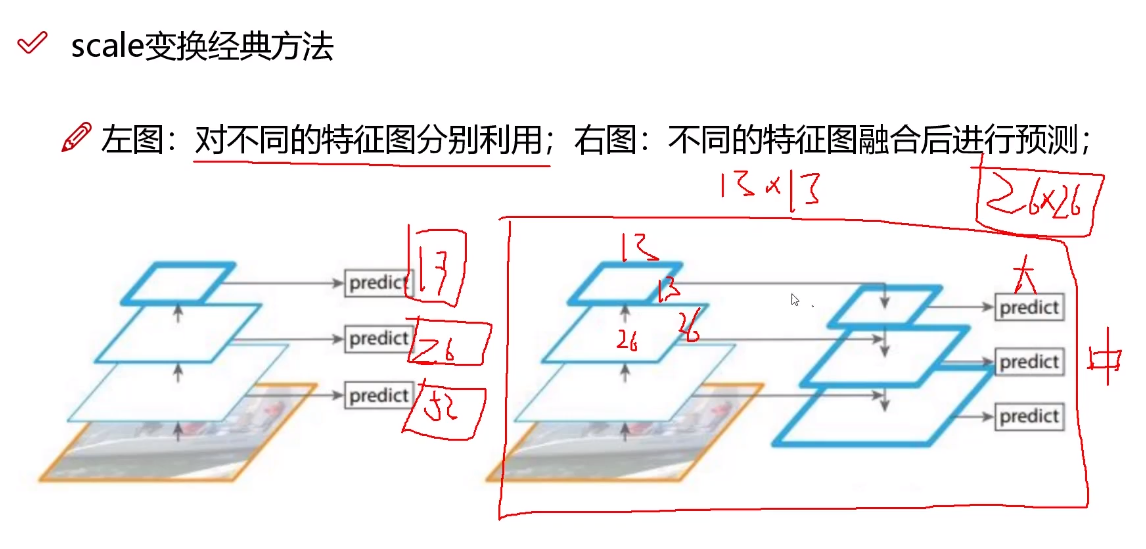 scale变换经典方法
左图：对不同的特征图分别利用；右图：不同的特征图融合后进行预测；
13×13
26×26
13
13
26
26
predict 13
predict 26
predict 52
大
predict
predict 中
predict